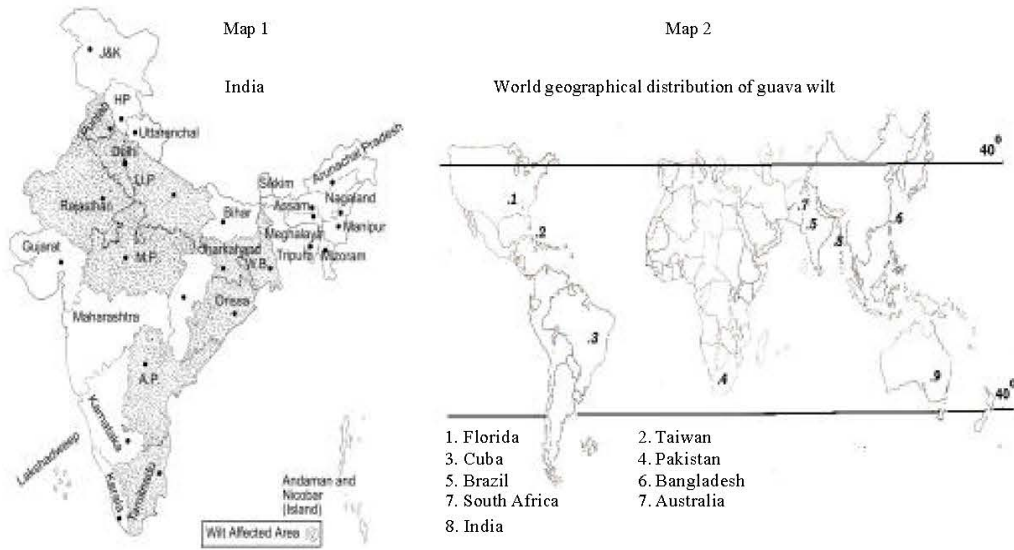 Map 1
India
J&K
HP
Punjab
Uttarenchal
Delhi
Arunachal Pradesh
U.P.
Sikkim
Rajasthan
Bihar
Assam
Nagaland
Meghalaya
Manipur
Gujarat
M.P.
Jharkahand
W.B.
Tripura
Mizoram
Orissa
Maharashtra
A.P.
Karnataka
Lakshadweep
Kerala
Tamilnadu
Andaman and
Nicobar
(Island)
Wilt Affected Area
Map 2
World geographical distribution of guava wilt
40°
.1
.7
.2
.5
.8
.6
.3
.4
.9
40°
1. Florida
2. Taiwan
3. Cuba
4. Pakistan
5. Brazil
6. Bangladesh
7. South Africa
7. Australia
8. India